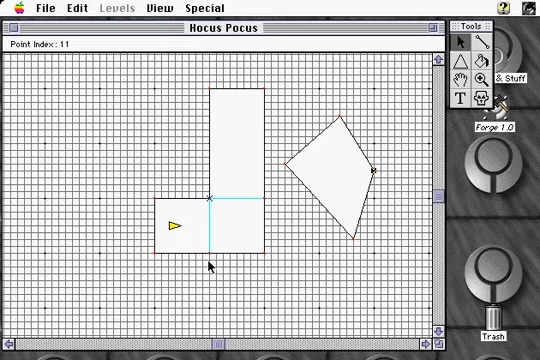 File Edit Levels View Special
Hocus Pocus
Tools
Point Index: 11
& Stuff
T
Forge 1.0
Trash